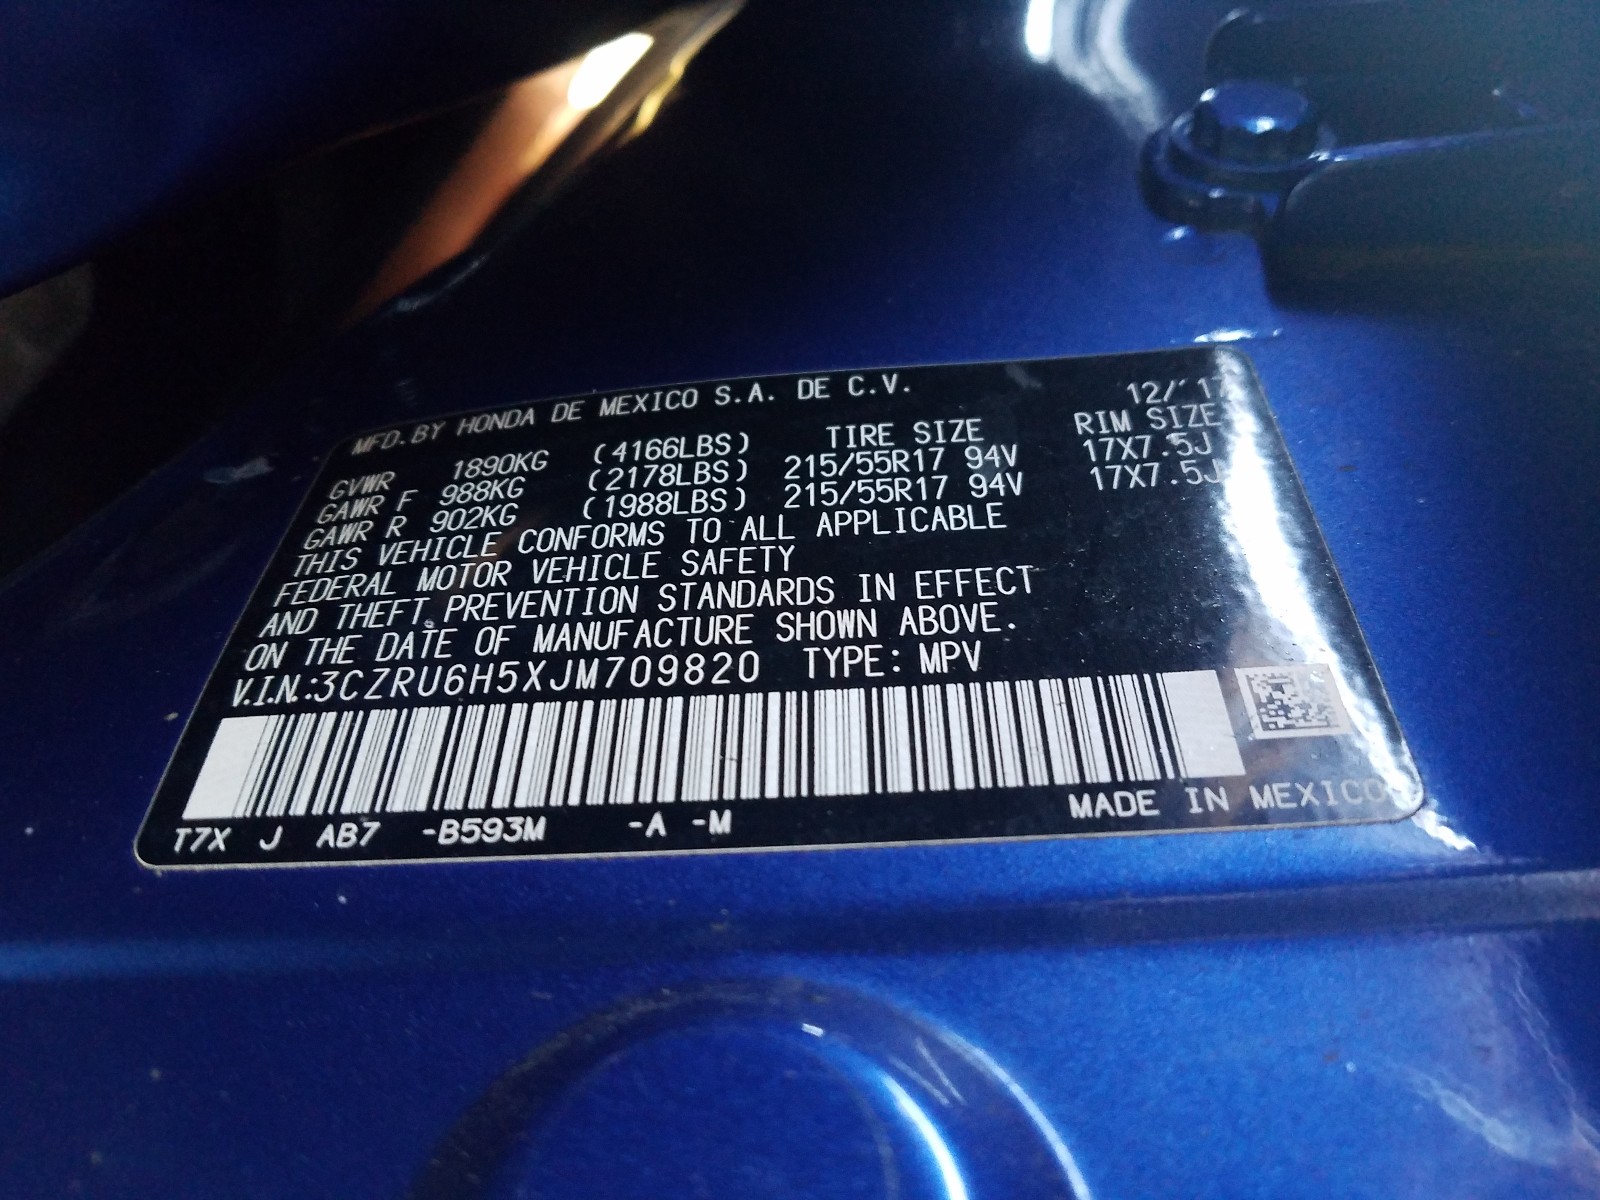 MFD.BY HONDA DE MEXICO S.A. DE C.V. 12/'17
GVWR 1890KG (4166LBS) TIRE SIZE RIM SIZE
GAWR F 988KG (2178LBS) 215/55R17 94V 17X7.5J
GAWR R 902KG (1988LBS) 215/55R17 94V 17X7.5J
THIS VEHICLE CONFORMS TO ALL APPLICABLE
FEDERAL MOTOR VEHICLE SAFETY
AND THEFT PREVENTION STANDARDS IN EFFECT
ON THE DATE OF MANUFACTURE SHOWN ABOVE.
V.I.N.:3CZRU6H5XJM709820 TYPE: MPV
T7X J AB7 -B593M -A -M MADE IN MEXICO